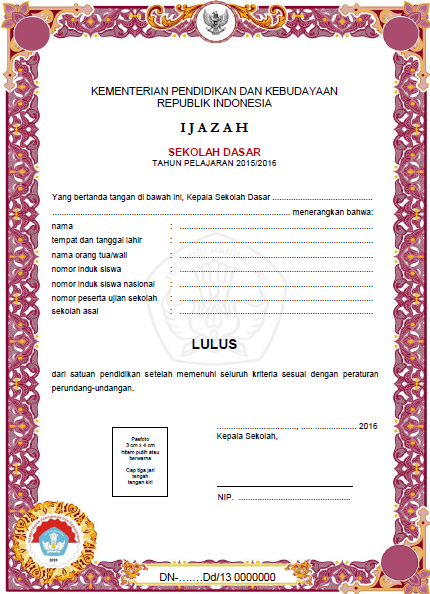 KEMENTERIAN PENDIDIKAN DAN KEBUDAYAAN
REPUBLIK INDONESIA
IJAZAH
SEKOLAH DASAR
TAHUN PELAJARAN 2015/2016
Yang bertanda tangan di bawah ini, Kepala Sekolah Dasar ........................................
................................................................................................ menerangkan bahwa:
nama : ................................................................................
tempat dan tanggal lahir : ................................................................................
nama orang tua/wali : ................................................................................
nomor induk siswa : ................................................................................
nomor induk siswa nasional : ................................................................................
nomor peserta ujian sekolah : ................................................................................
sekolah asal : ................................................................................
TUT WURI HANDAYANI
LULUS
dari satuan pendidikan setelah memenuhi seluruh kriteria sesuai dengan peraturan
perundang-undangan.
..............................., ..... ................. 2016
Kepala Sekolah,
Pasfoto
3 cm x 4 cm
hitam putih atau
berwarna
Cap tiga jari
tengah
tangan kiri
NIP. .............................................
DN-.......Dd/13 0000000